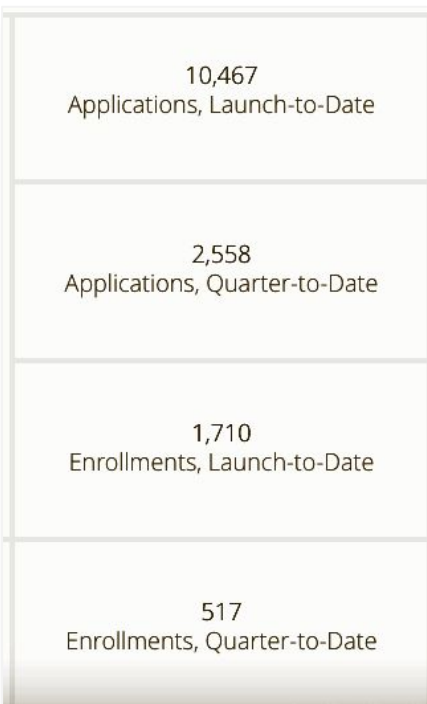 10,467
Applications, Launch-to-Date
2,558
Applications, Quarter-to-Date
1,710
Enrollments, Launch-to-Date
517
Enrollments, Quarter-to-Date